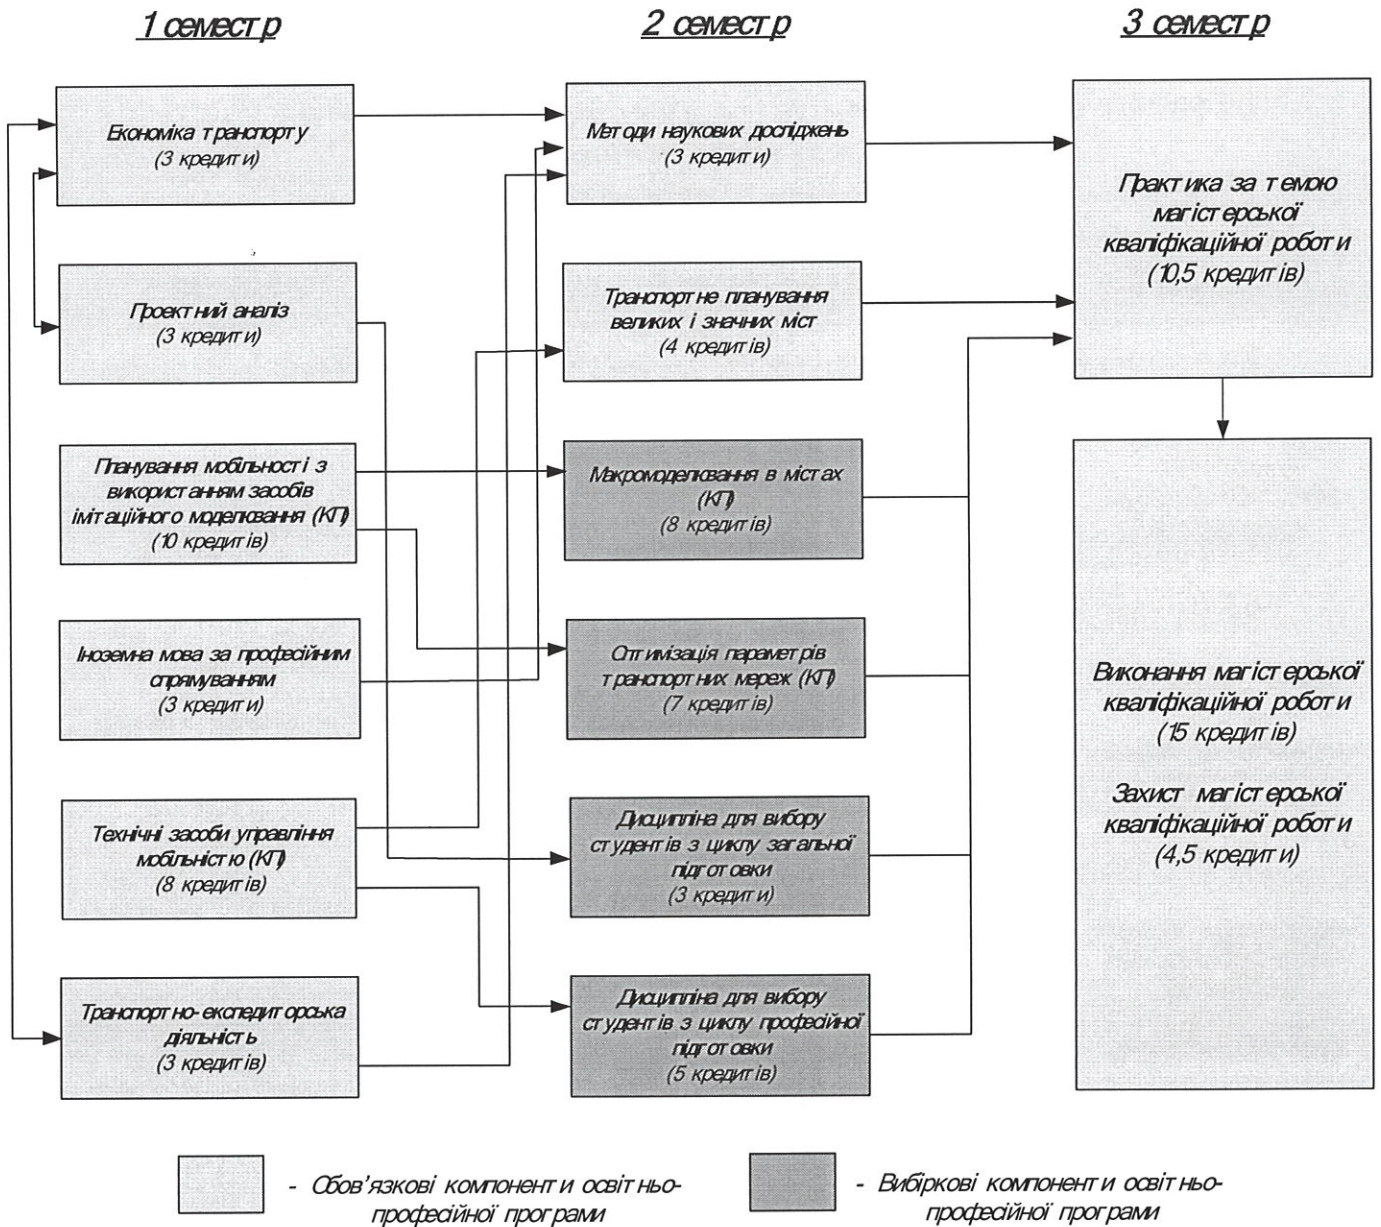 1 семестр
2 семестр
3 семестр
Економіка транспорту
(3 кредити)
Проектний аналіз
(3 кредити)
Планування мобільності з
використанням засобів
імітаційного моделювання (КП)
(10 кредитів)
Іноземна мова за професійним
спрямуванням
(3 кредити)
Технічні засоби управління
мобільністю (КП)
(8 кредитів)
Транспортно-експедиторська
діяльність
(3 кредитів)
Методи наукових досліджень
(3 кредити)
Транспортне планування
великих і значних міст
(4 кредитів)
Макромоделювання в містах
(КП)
(8 кредитів)
Оптимізація параметрів
транспортних мереж (КП)
(7 кредитів)
Дисципліна для вибору
студентів з циклу загальної
підготовки
(3 кредити)
Дисципліна для вибору
студентів з циклу професійної
підготовки
(5 кредитів)
Практика за темою
магістерської
кваліфікаційної роботи
(10,5 кредитів)
Виконання магістерської
кваліфікаційної роботи
(15 кредитів)
Захист магістерської
кваліфікаційної роботи
(4,5 кредити)
- Обов'язкові компоненти освітньо-
професійної програми
- Вибіркові компоненти освітньо-
професійної програми